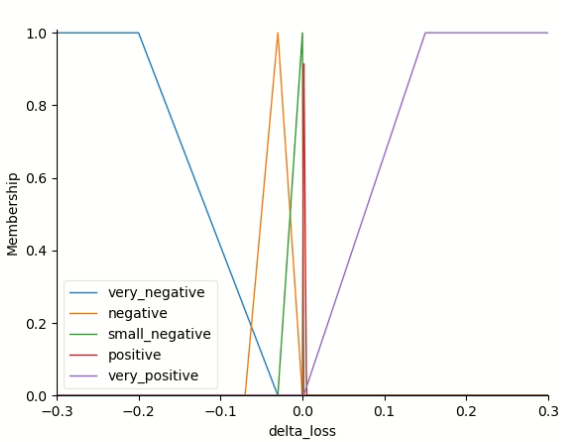 1.0
0.8
0.6
0.4
0.2
0.0
Membership
very_negative
negative
small_negative
positive
very_positive
−0.3 −0.2 −0.1 0.0 0.1 0.2 0.3
delta_loss